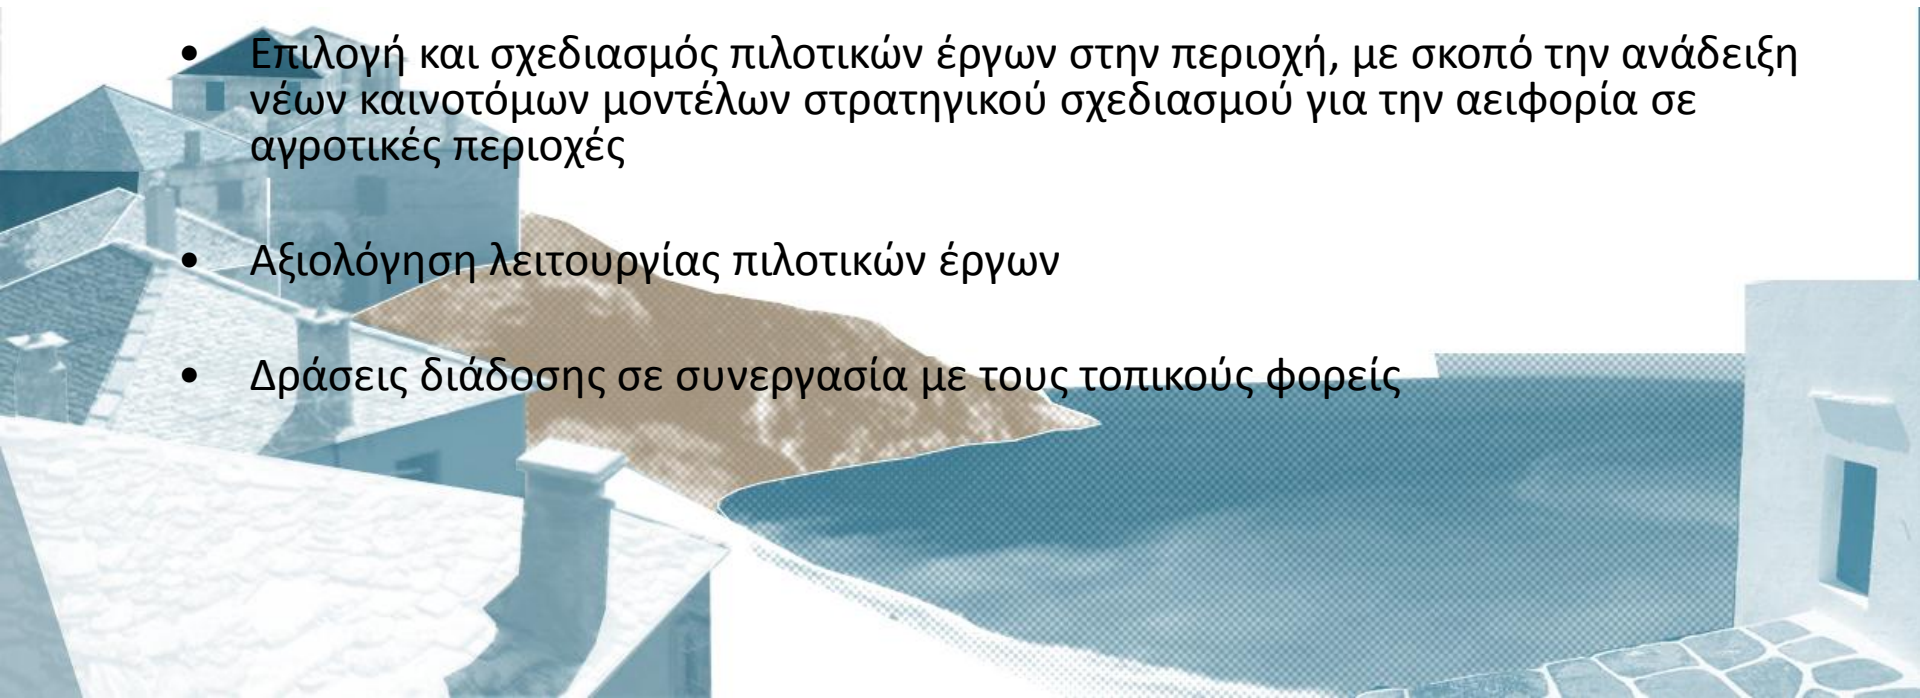 • Επιλογή και σχεδιασμός πιλοτικών έργων στην περιοχή, με σκοπό την ανάδειξη
νέων καινοτόμων μοντέλων στρατηγικού σχεδιασμού για την αειφορία σε
αγροτικές περιοχές
• Αξιολόγηση λειτουργίας πιλοτικών έργων
• Δράσεις διάδοσης σε συνεργασία με τους τοπικούς φορείς